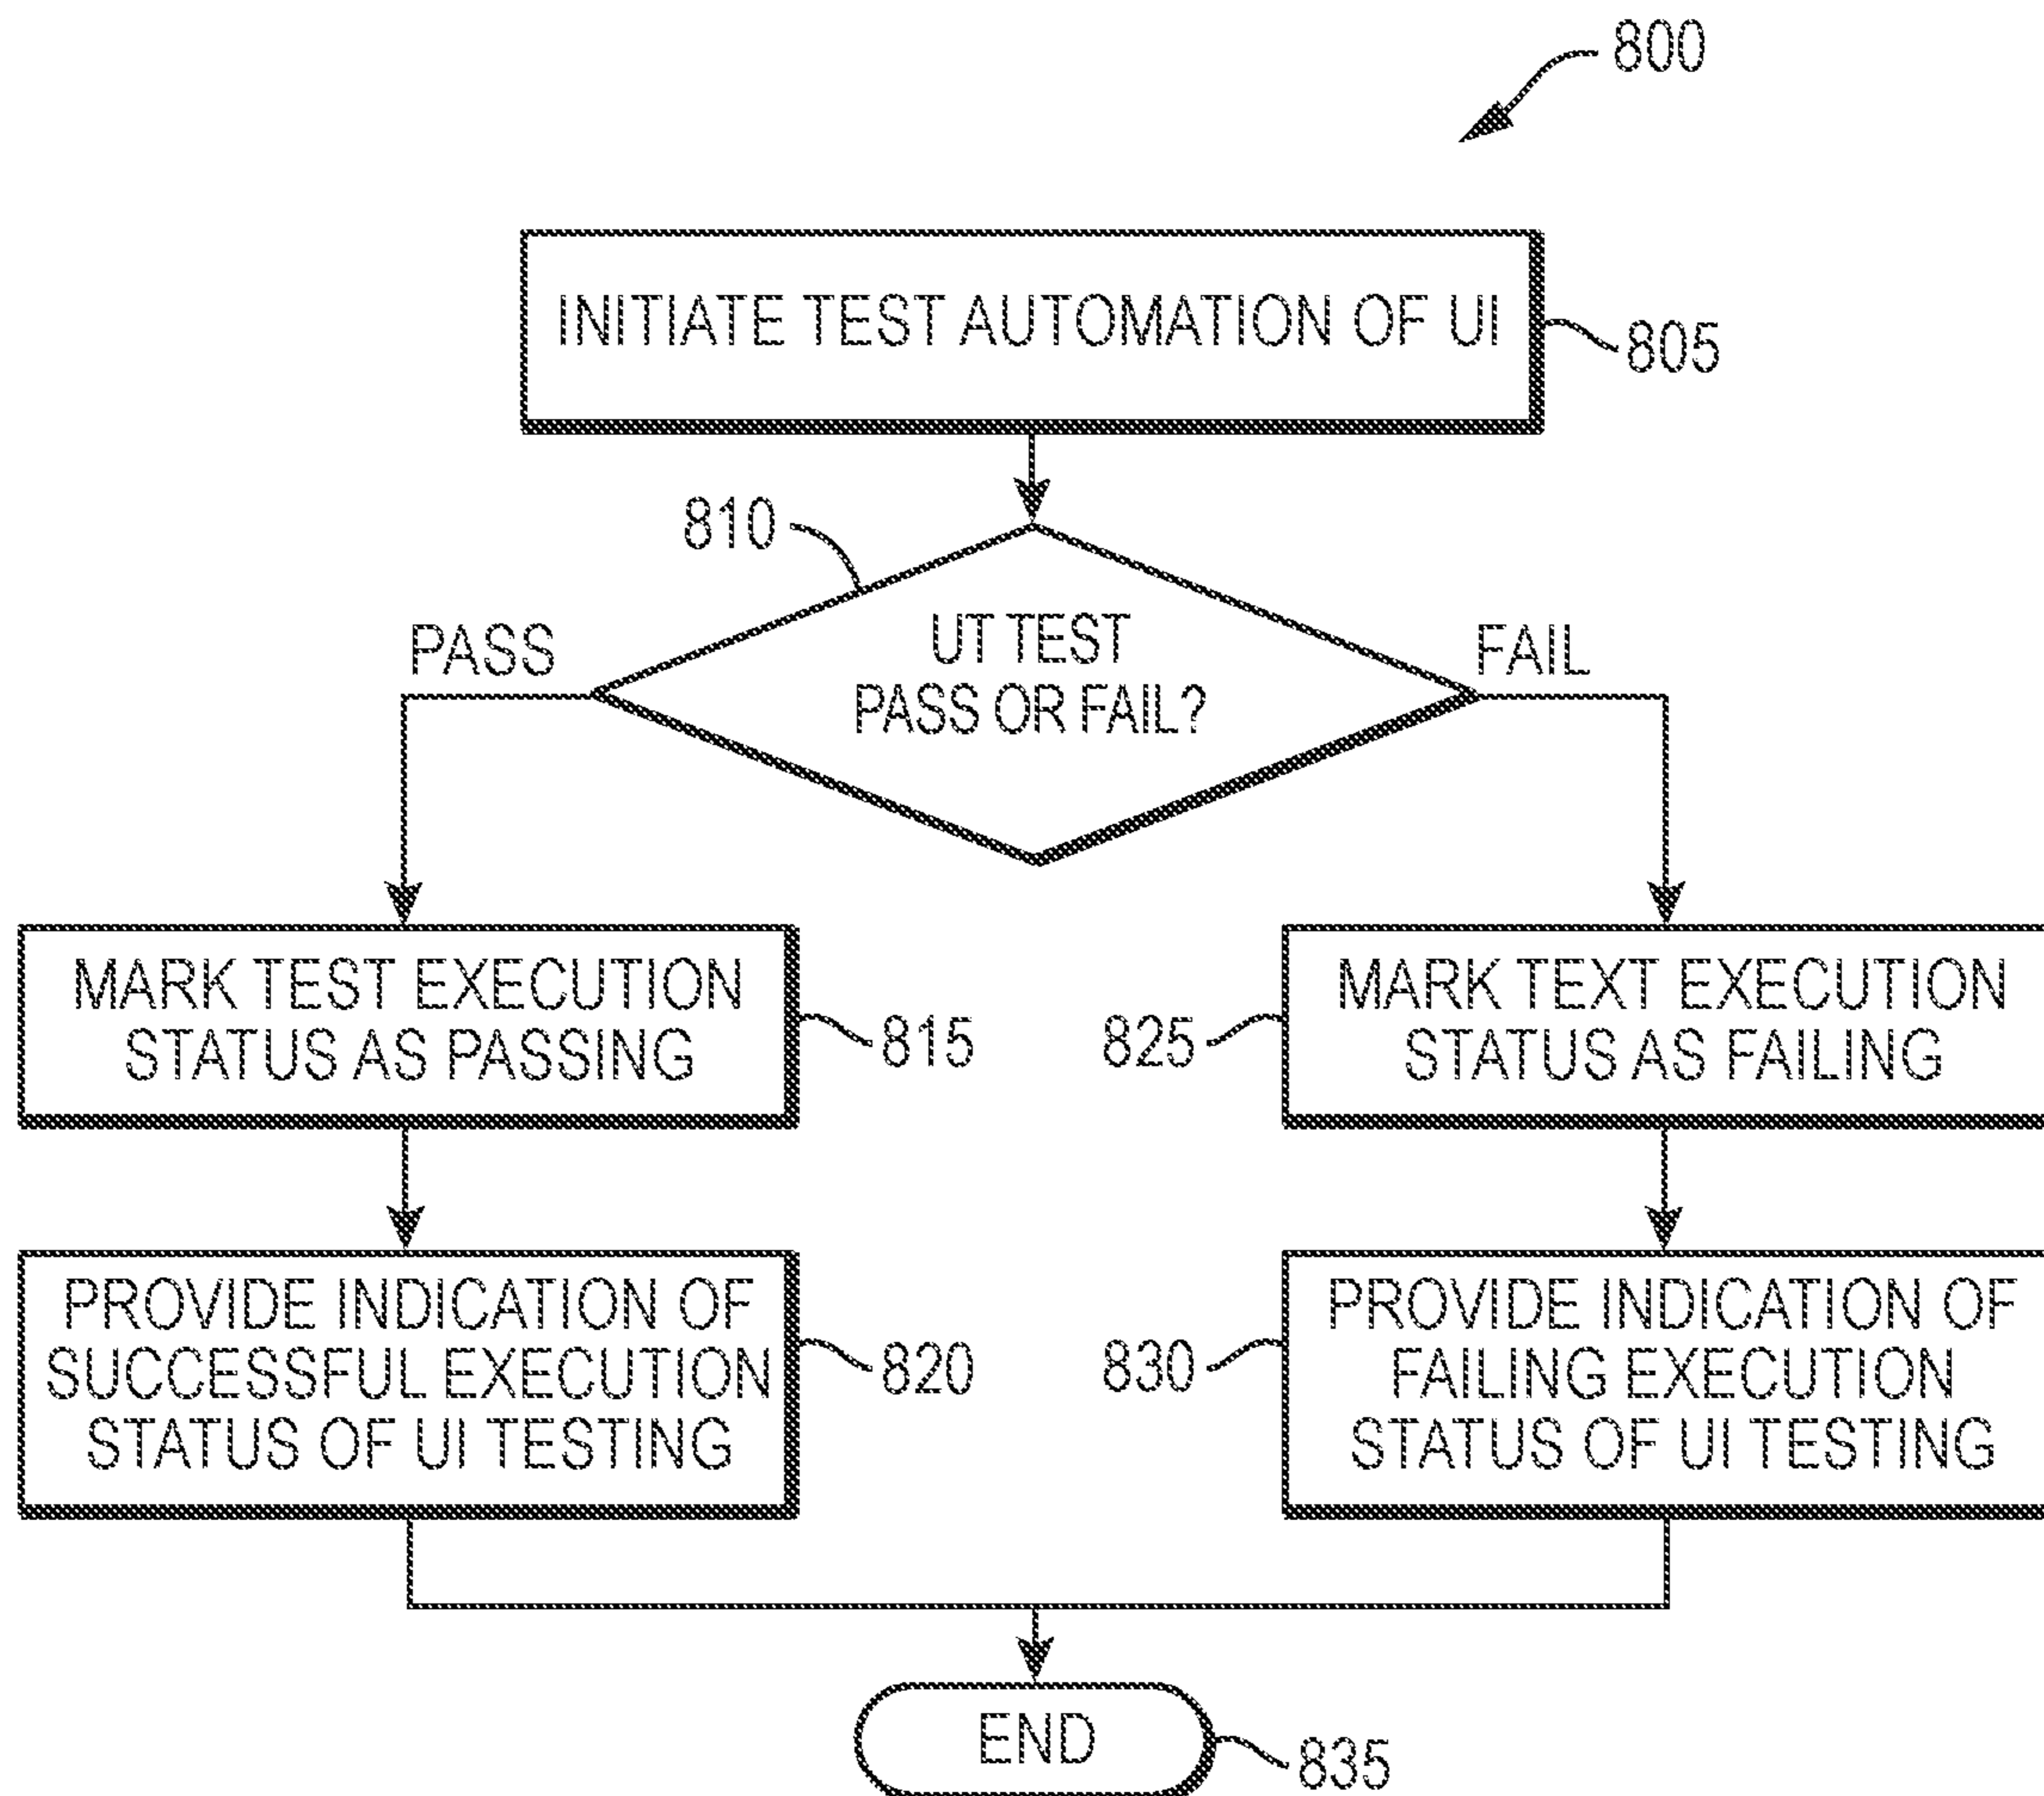 800
INITIATE TEST AUTOMATION OF UI
805
810
PASS
UT TEST
PASS OR FAIL?
FAIL
MARK TEST EXECUTION
STATUS AS PASSING
815
825
MARK TEXT EXECUTION
STATUS AS FAILING
PROVIDE INDICATION OF
SUCCESSFUL EXECUTION
STATUS OF UI TESTING
820
830
PROVIDE INDICATION OF
FAILING EXECUTION
STATUS OF UI TESTING
END
835